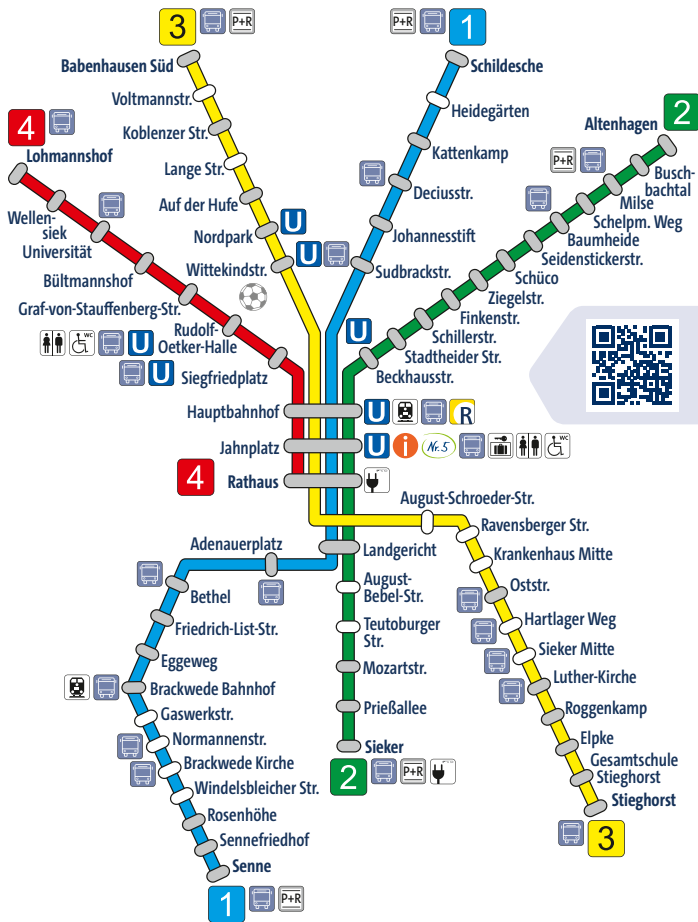 3
P+R
P+R
1
Babenhausen Süd
Schildesche
Voltmannstr.
Heidegärten
2
4
Koblenzer Str.
Altenhagen
Lohmannshof
Kattenkamp
P+R
Lange Str.
Busch-
bachtal
Deciusstr.
Milse
Auf der Hufe
Schelpm. Weg
Wellen-
siek
U
Nordpark
Johannesstift
Baumheide
Universität
Seidenstickerstr.
U
Wittekindstr.
Sudbrackstr.
Schüco
Bültmannshof
Ziegelstr.
Graf-von-Stauffenberg-Str.
Finkenstr.
Rudolf-
Oetker-Halle
U
Schillerstr.
WC
U
Stadtheider Str.
U
Siegfriedplatz
Beckhausstr.
Hauptbahnhof
U
R
Jahnplatz
U
i
Nr. 5
WC
4
Rathaus
August-Schroeder-Str.
Ravensberger Str.
Adenauerplatz
Landgericht
Krankenhaus Mitte
Bethel
August-
Bebel-Str.
Oststr.
Friedrich-List-Str.
Teutoburger
Str.
Hartlager Weg
Eggeweg
Sieker Mitte
Mozartstr.
Luther-Kirche
Brackwede Bahnhof
Prießallee
Roggenkamp
Gaswerkstr.
Normannenstr.
Sieker
Elpke
Brackwede Kirche
Gesamtschule
Stieghorst
Windelsbleicher Str.
2
P+R
Stieghorst
Rosenhöhe
3
Sennefriedhof
Senne
1
P+R